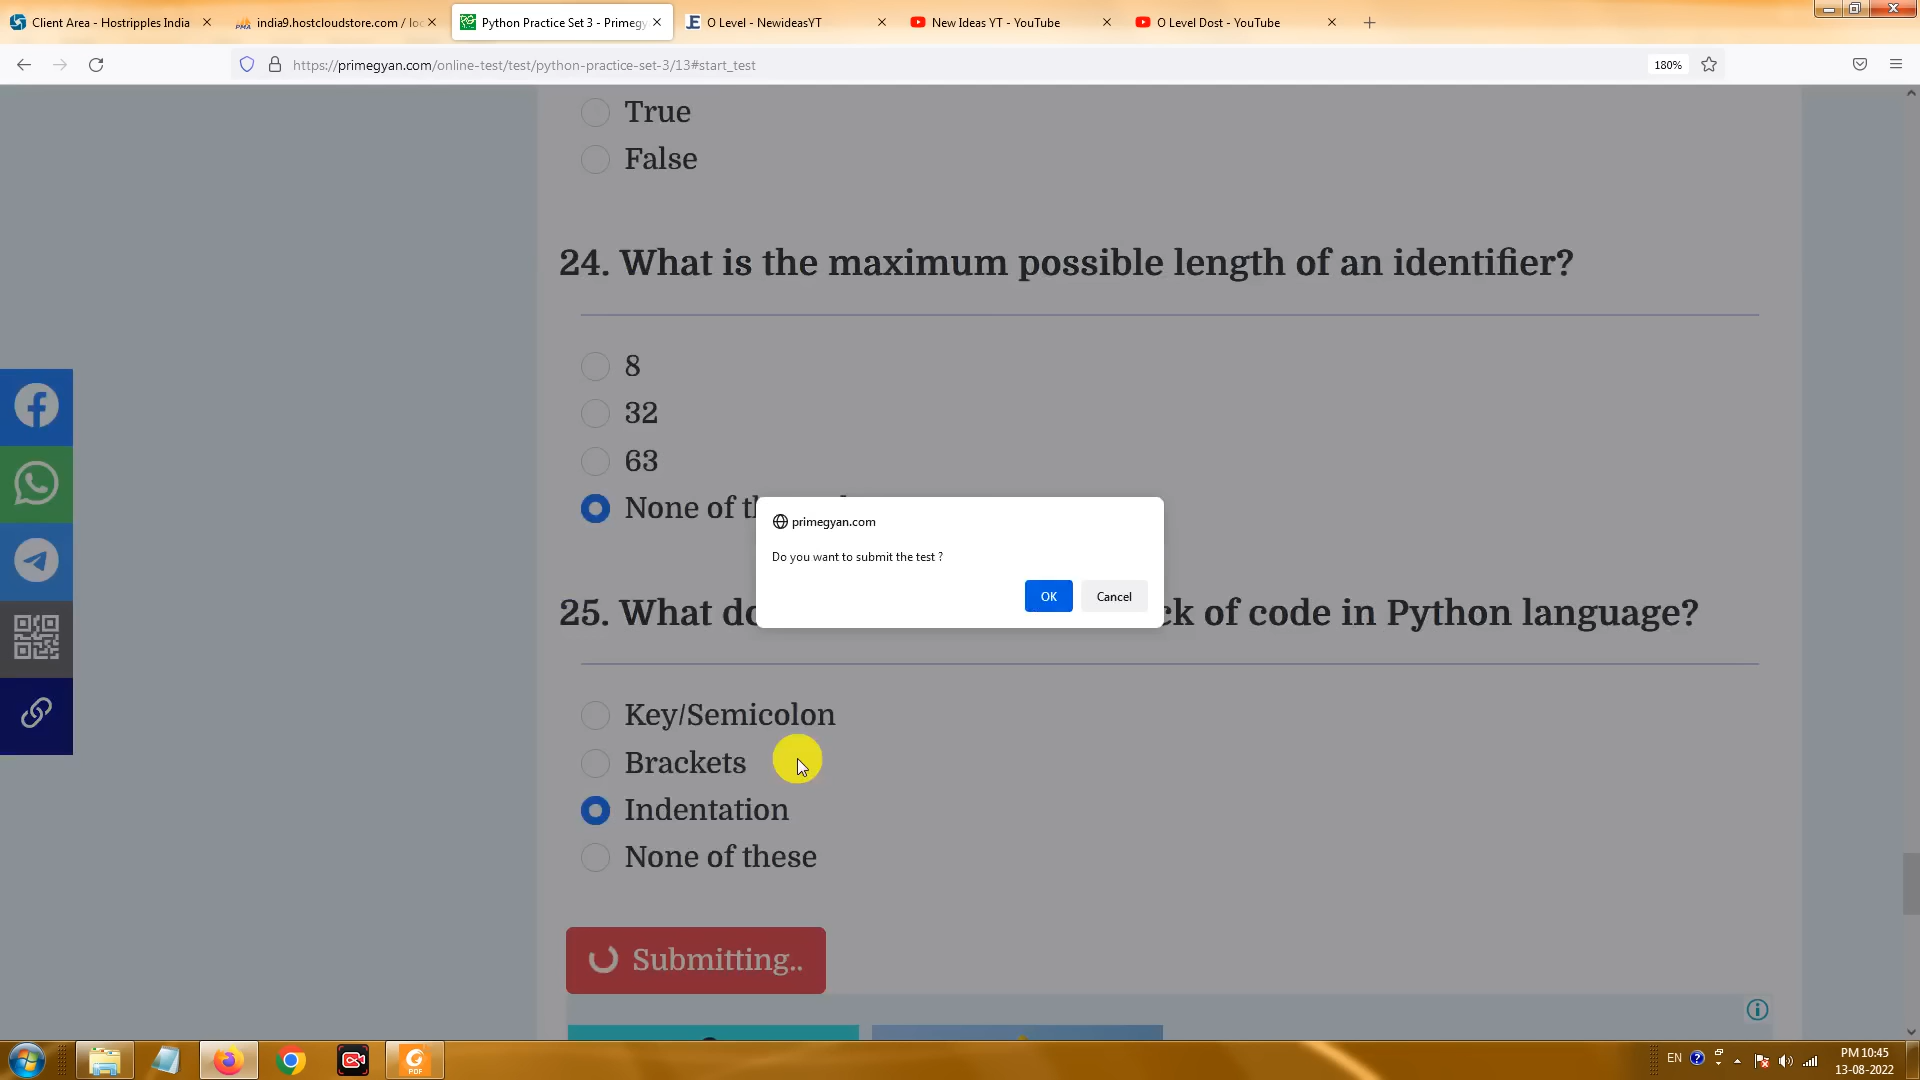 Client Area - Hostripples India
india9.hostcloudstore.com / loc
Python Practice Set 3 - Primegy
O Level - NewideasYT
New Ideas YT - YouTube
O Level Dost - YouTube
https://primegyan.com/online-test/test/python-practice-set-3/13#start_test
180%
True
False
24. What is the maximum possible length of an identifier?
8
32
63
None of
primegyan.com
Do you want to submit the test ?
OK
Cancel
25. What
of code in Python language?
Key/Semicolon
Brackets
Indentation
None of these
Submitting..
EN
PM 10:45
13-08-2022